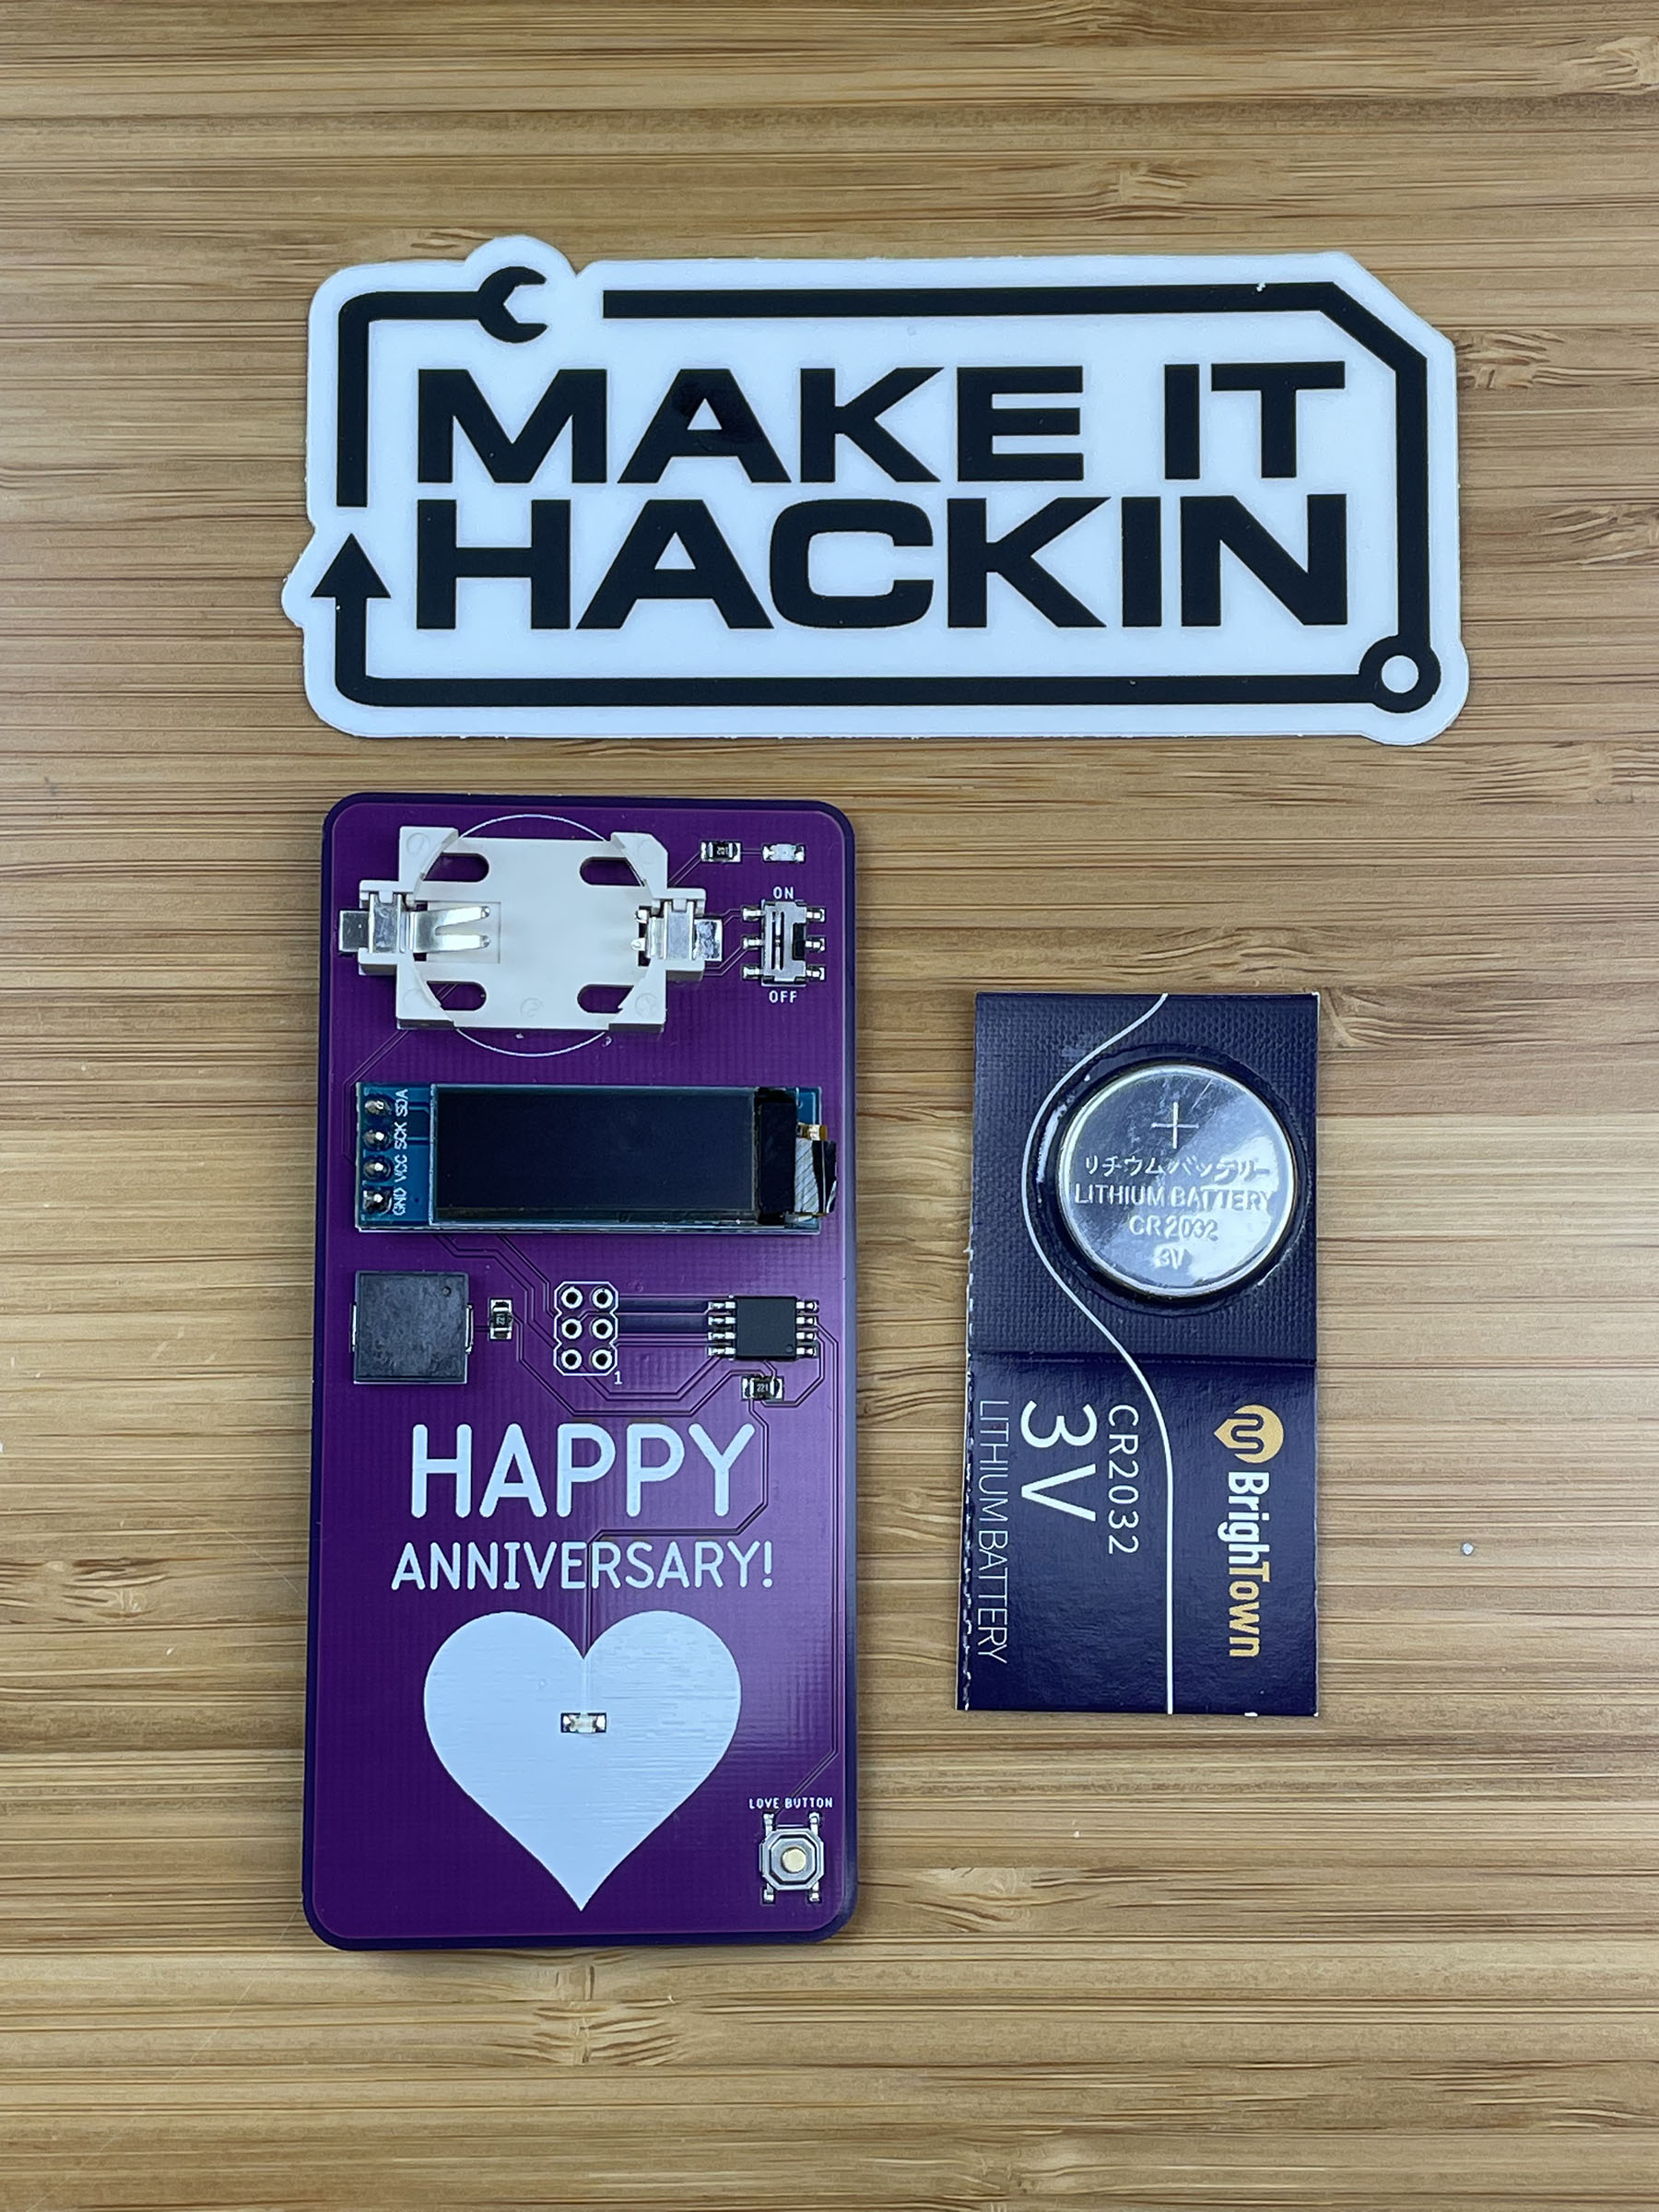 MAKE IT
HACKIN
ON
OFF
SDA
SCK
VCC
GND
1
221
HAPPY
ANNIVERSARY!
LOVE BUTTON
+
リチウムバッテリー
LITHIUM BATTERY
CR2032
3V
BrighTown
CR2032
3V
LITHIUM BATTERY